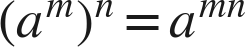 (a^m)^n = a^{mn}